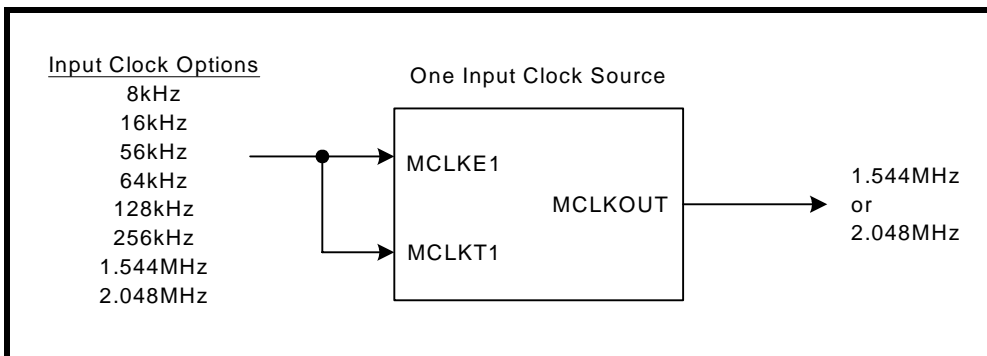 Input Clock Options
8kHz
16kHz
56kHz
64kHz
128kHz
256kHz
1.544MHz
2.048MHz
One Input Clock Source
MCLKE1
MCLKT1
MCLKOUT
1.544MHz
or
2.048MHz